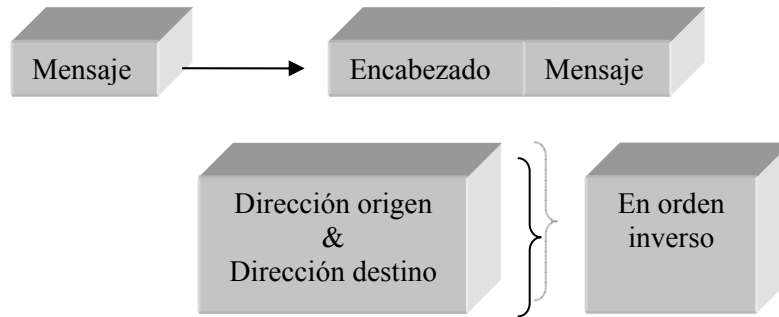 Mensaje
Encabezado Mensaje
Dirección origen
&
Dirección destino
En orden
inverso